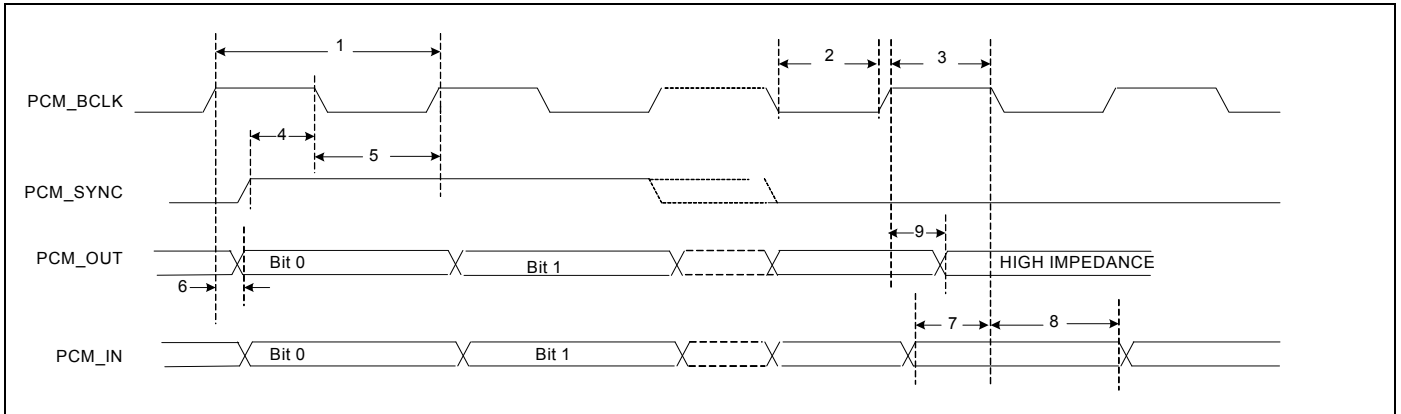 1
2
3
PCM_BCLK
4
5
PCM_SYNC
9
PCM_OUT
Bit 0
Bit 1
HIGH IMPEDANCE
6
7
8
PCM_IN
Bit 0
Bit 1